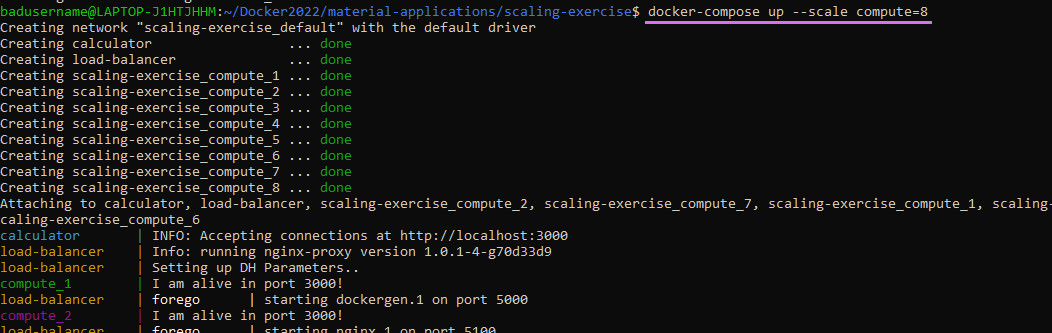 badusername@LAPTOP-J1HTJHHM:~/Docker2022/material-applications/scaling-exercise$ docker-compose up --scale compute=8
Creating network "scaling-exercise_default" with the default driver
Creating calculator                 ... done
Creating load-balancer              ... done
Creating scaling-exercise_compute_1 ... done
Creating scaling-exercise_compute_2 ... done
Creating scaling-exercise_compute_3 ... done
Creating scaling-exercise_compute_4 ... done
Creating scaling-exercise_compute_5 ... done
Creating scaling-exercise_compute_6 ... done
Creating scaling-exercise_compute_7 ... done
Creating scaling-exercise_compute_8 ... done
Attaching to calculator, load-balancer, scaling-exercise_compute_2, scaling-exercise_compute_7, scaling-exercise_compute_1, scaling-
caling-exercise_compute_6
calculator       | INFO: Accepting connections at http://localhost:3000
load-balancer    | Info: running nginx-proxy version 1.0.1-4-g70d33d9
load-balancer    | Setting up DH Parameters..
compute_1        | I am alive in port 3000!
load-balancer    | forego      | starting dockergen.1 on port 5000
compute_2        | I am alive in port 3000!
load-balancer    | forego      | starting nginx.1 on port 5100